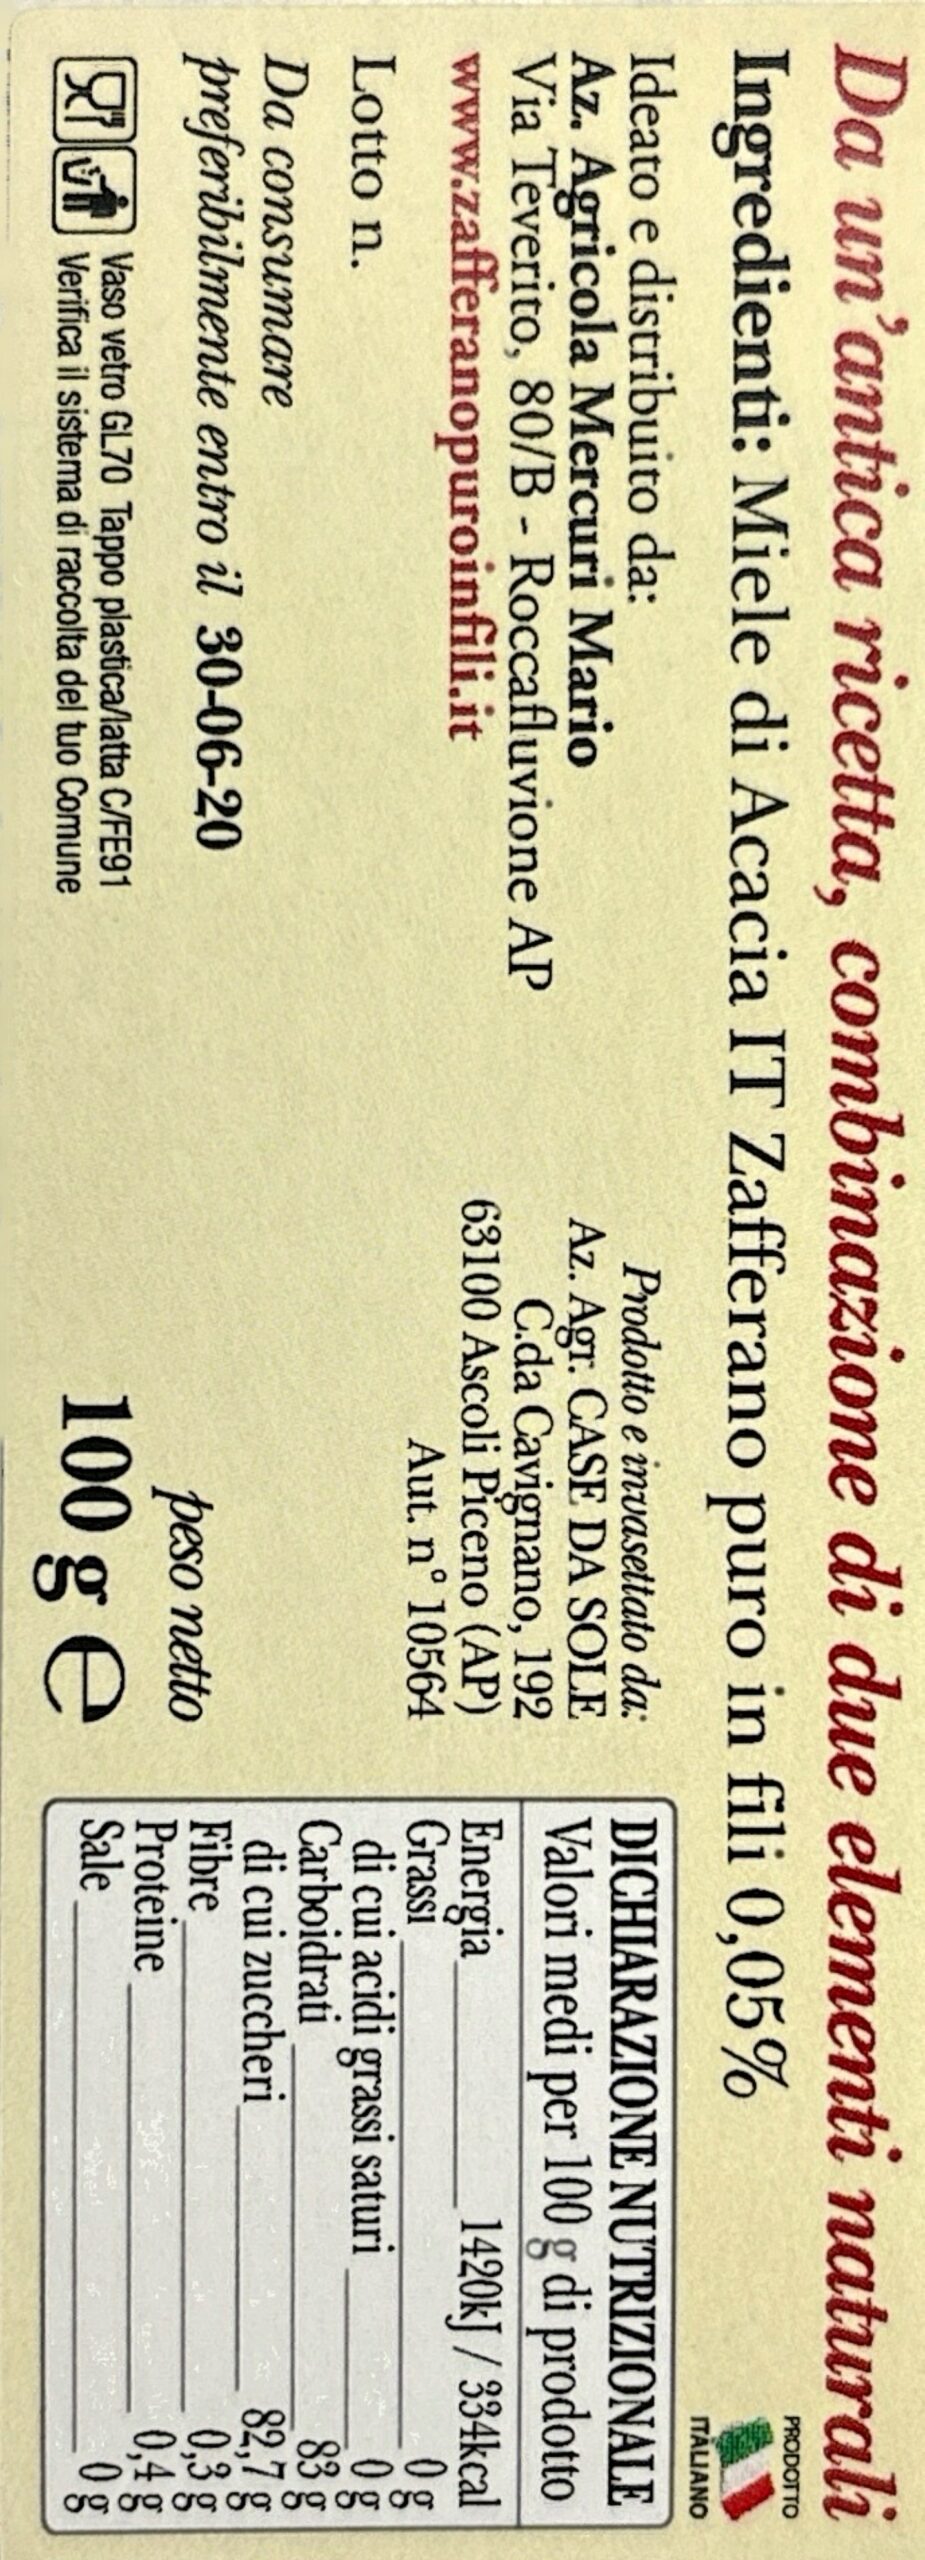 Da un'antica ricetta, combinazione di due elementi naturali
Ingredienti: Miele di Acacia IT Zafferano puro in fili 0,05%
PRODOTTO
ITALIANO
Ideato e distribuito da:
Az. Agricola Mercuri Mario
Via Teverito, 80/B - Roccafluvione AP
www.zafferanopuroinfili.it
Lotto n.
Da consumare
preferibilmente entro il 30-06-20
Vaso vetro GL70 Tappo plastica/latta C/FE91
Verifica il sistema di raccolta del tuo Comune
Prodotto e invasettato da:
Az. Agr. CASE DA SOLE
C.da Cavignano, 192
63100 Ascoli Piceno (AP)
Aut. n° 10564
peso netto
100 g e
DICHIARAZIONE NUTRIZIONALE
Valori medi per 100 g di prodotto
Energia 1420kJ / 334kcal
Grassi 0 g
di cui acidi grassi saturi 0 g
Carboidrati 83 g
di cui zuccheri 82,7 g
Fibre 0,3 g
Proteine 0,4 g
Sale 0 g